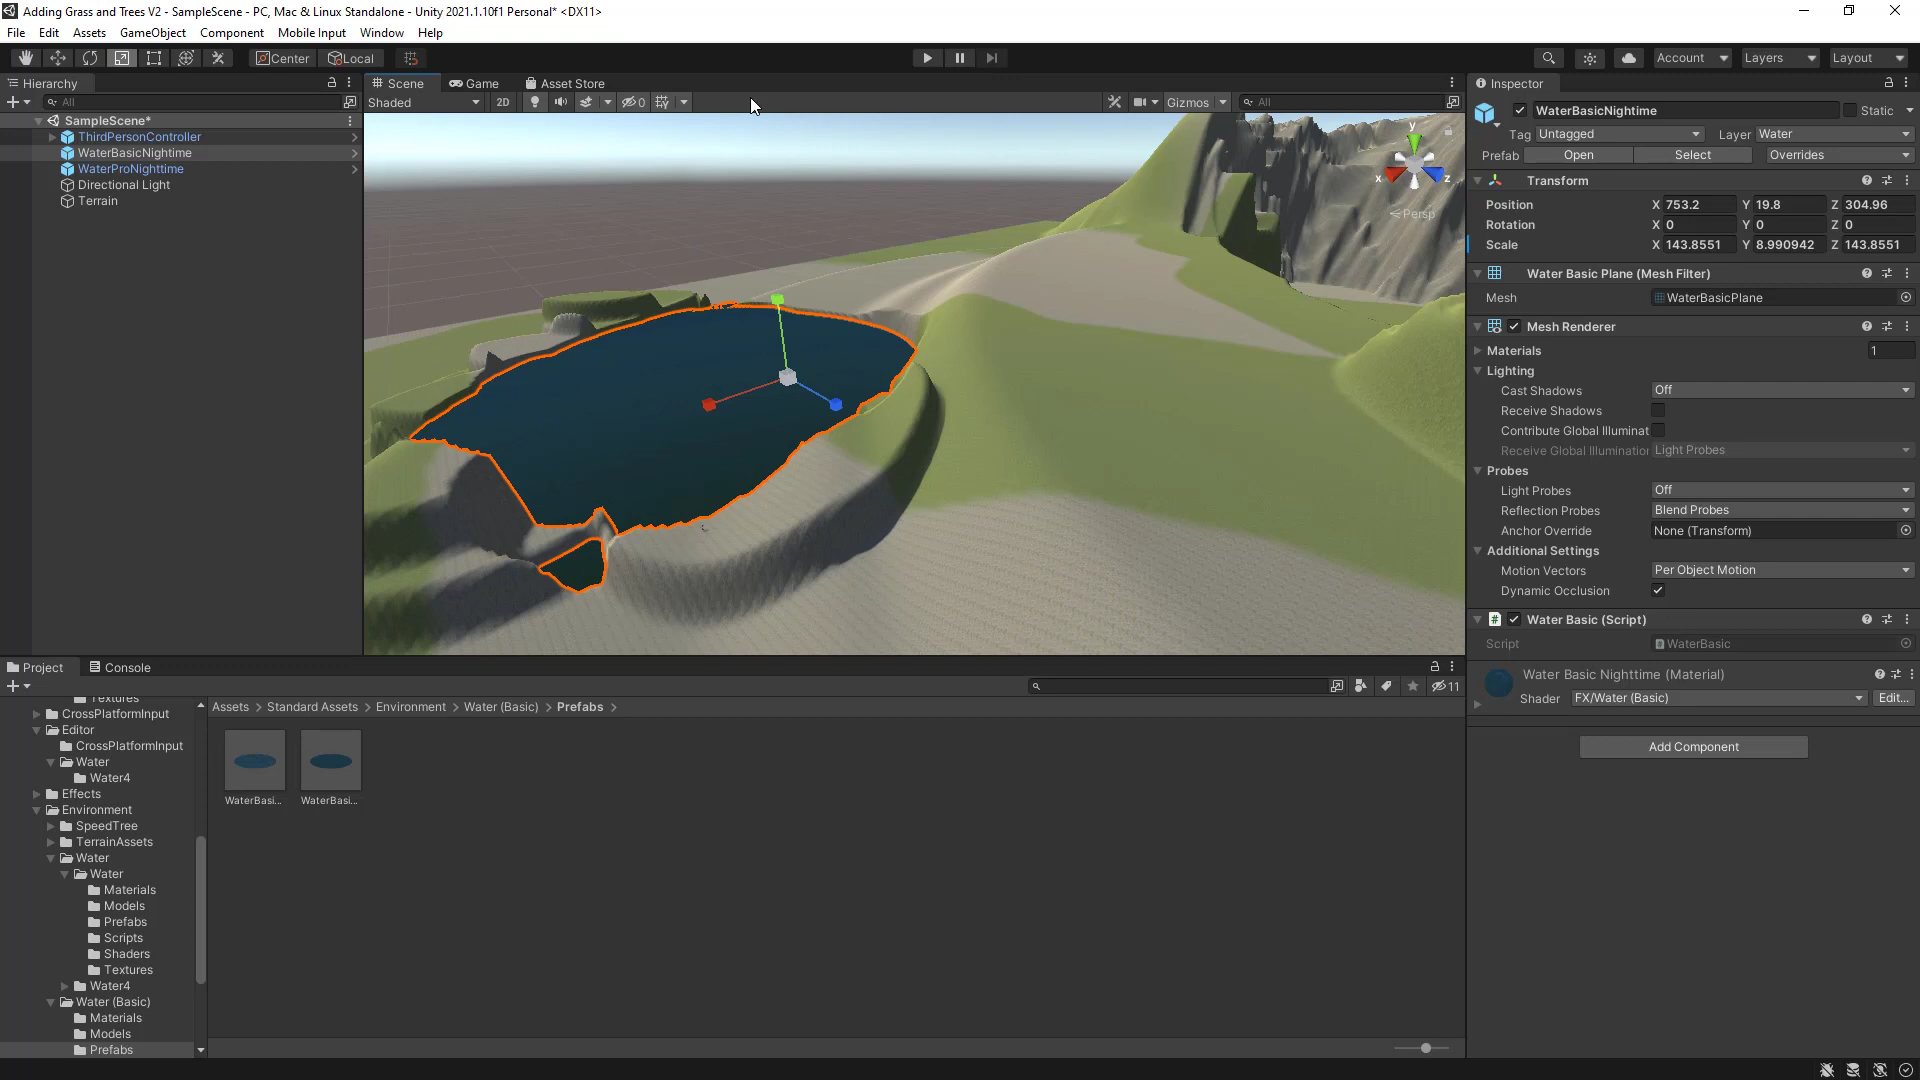 Adding Grass and Trees V2 - SampleScene - PC, Mac & Linux Standalone - Unity 2021.1.10f1 Personal* <DX11>
File Edit Assets GameObject Component Mobile Input Window Help
Center Local Account Layers Layout
Hierarchy
All
SampleScene*
ThirdPersonController
WaterBasicNightime
WaterProNighttime
Directional Light
Terrain
Scene Game Asset Store
Shaded 2D 0 Gizmos All
y
x z
Persp
Inspector
WaterBasicNightime Static
Tag Untagged Layer Water
Prefab Open Select Overrides
Transform
Position X 753.2 Y 19.8 Z 304.96
Rotation X 0 Y 0 Z 0
Scale X 143.8551 Y 8.990942 Z 143.8551
Water Basic Plane (Mesh Filter)
Mesh WaterBasicPlane
Mesh Renderer
Materials 1
Lighting
Cast Shadows Off
Receive Shadows
Contribute Global Illuminat
Receive Global Illumination Light Probes
Probes
Light Probes Off
Reflection Probes Blend Probes
Anchor Override None (Transform)
Additional Settings
Motion Vectors Per Object Motion
Dynamic Occlusion
Water Basic (Script)
Script WaterBasic
Water Basic Nighttime (Material)
Shader FX/Water (Basic) Edit...
Add Component
Project Console
11
Textures
CrossPlatformInput
Editor
CrossPlatformInput
Water
Water4
Effects
Environment
SpeedTree
TerrainAssets
Water
Water
Materials
Models
Prefabs
Scripts
Shaders
Textures
Water4
Water (Basic)
Materials
Models
Prefabs
Assets > Standard Assets > Environment > Water (Basic) > Prefabs >
WaterBasi... WaterBasi...